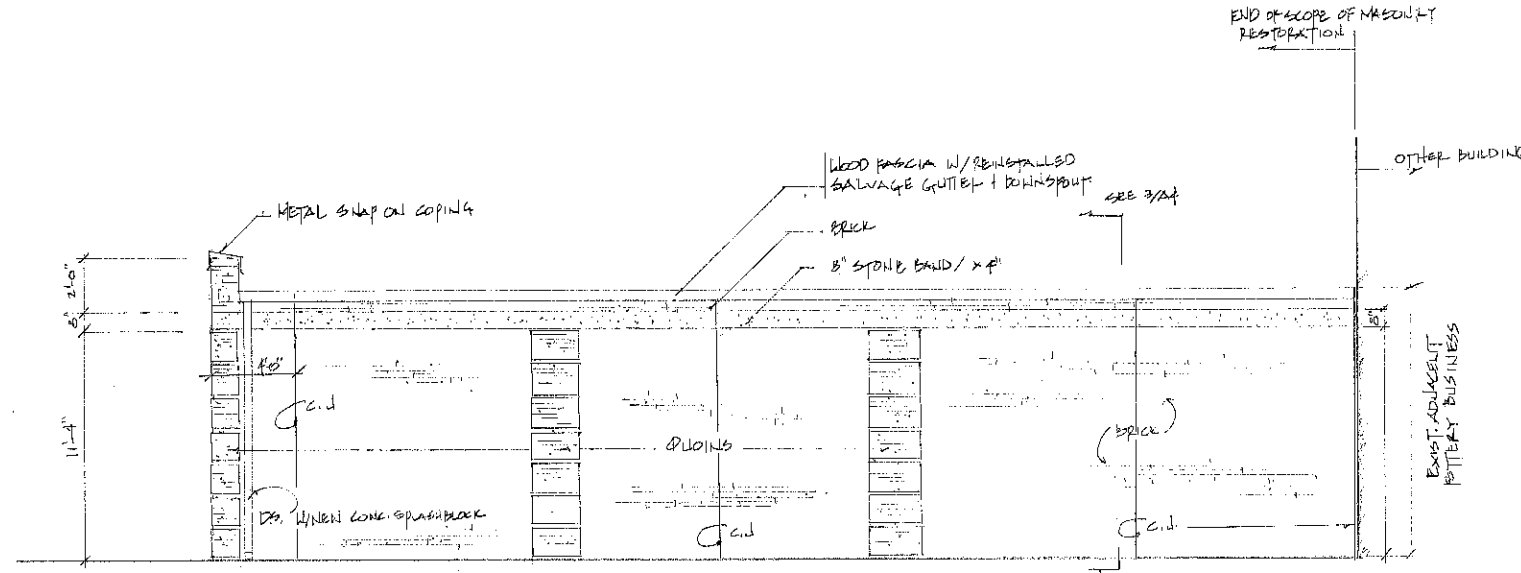 END OF SCOPE OF MASONRY
RESTORATION
OTHER BUILDING
WOOD FASCIA W/ REINSTALLED
SALVAGE GUTTER + DOWNSPOUT
SEE 3/A4
METAL SNAP ON COPING
BRICK
8" STONE BAND / x 4"
2'-0"
8"
11'-4"
4'-8"
C.J
QUOINS
BRICK
DS. W/NEW CONC. SPLASHBLOCK
C.J
C.J.
8"
EXIST. ADJACENT
BUSINESS